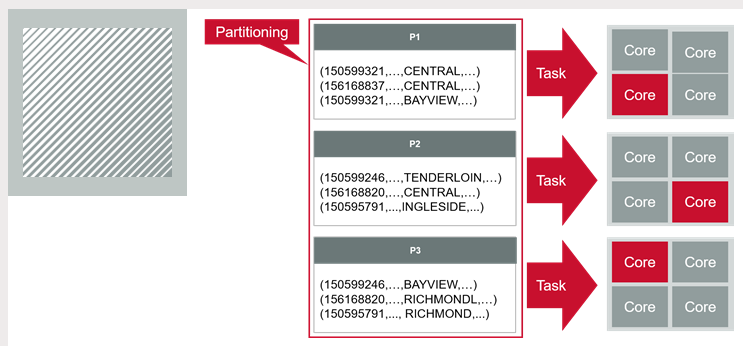 Partitioning
P1
(150599321,…,CENTRAL,…)
(156168837,…,CENTRAL,…)
(150599321,…,BAYVIEW,…)
Task
Core
Core
Core
Core
P2
(150599246,…,TENDERLOIN,…)
(156168820,…,CENTRAL,…)
(150595791,...,INGLESIDE,...)
Task
Core
Core
Core
Core
P3
(150599246,…,BAYVIEW,…)
(156168820,…,RICHMONDL,…)
(150595791,..., RICHMOND,...)
Task
Core
Core
Core
Core